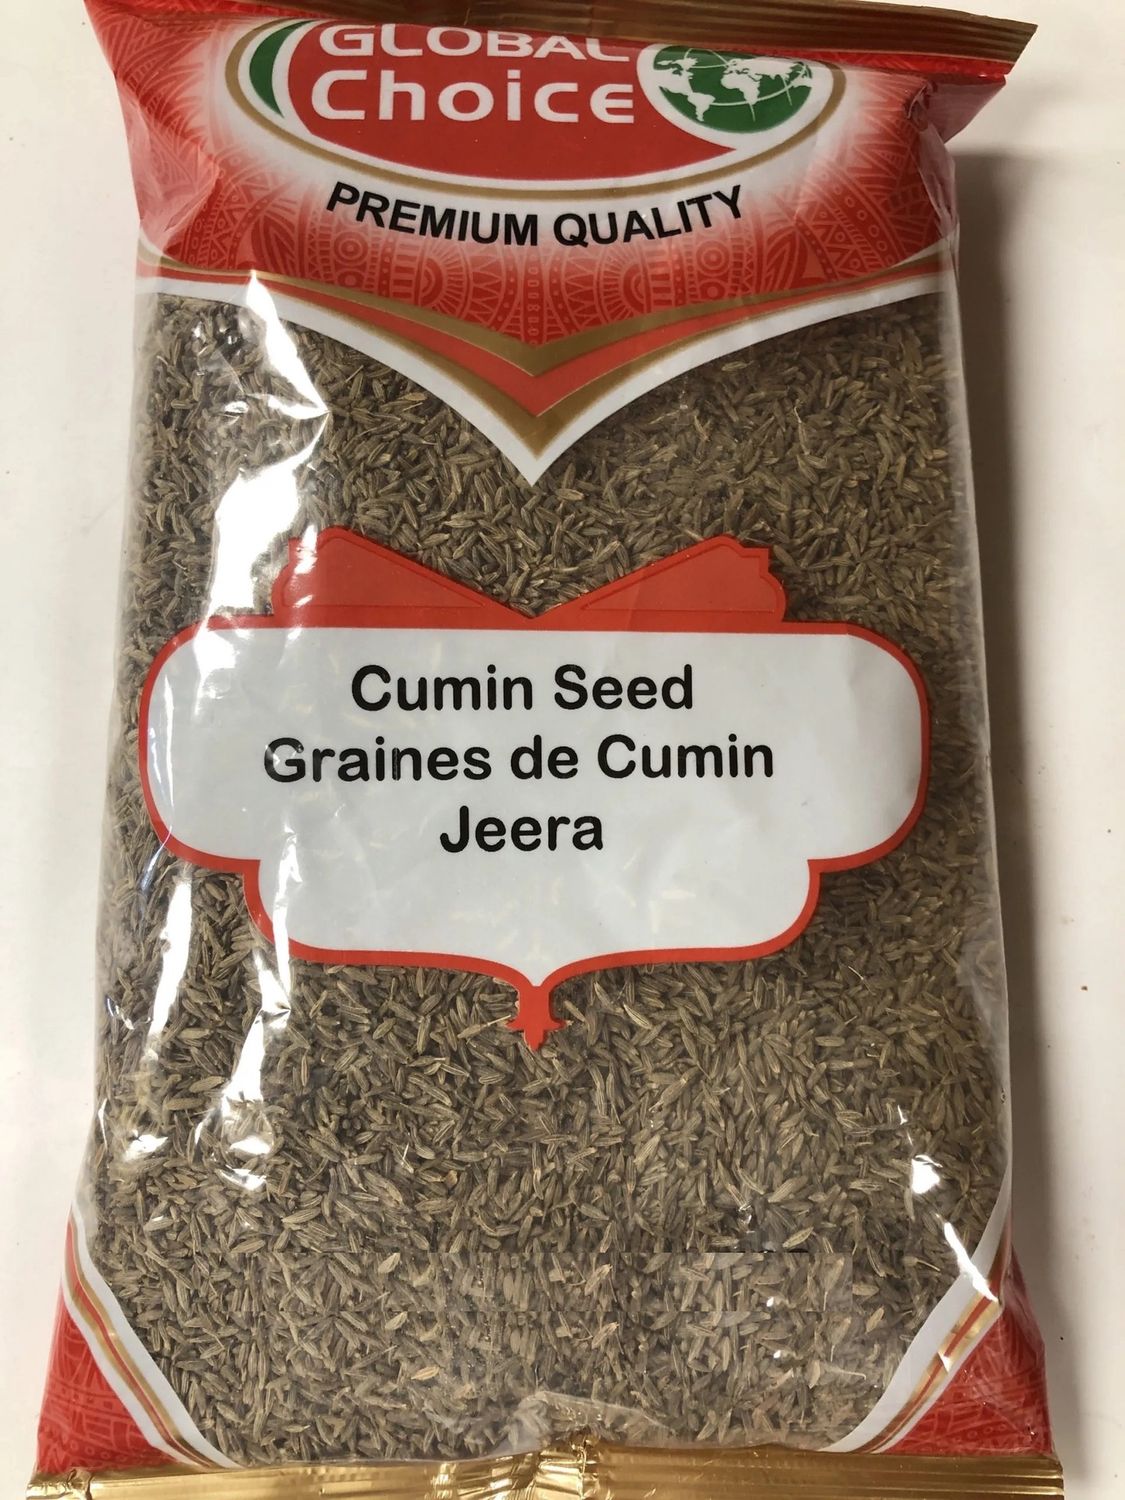 GLOBAL
Choice
PREMIUM QUALITY
Cumin Seed
Graines de Cumin
Jeera